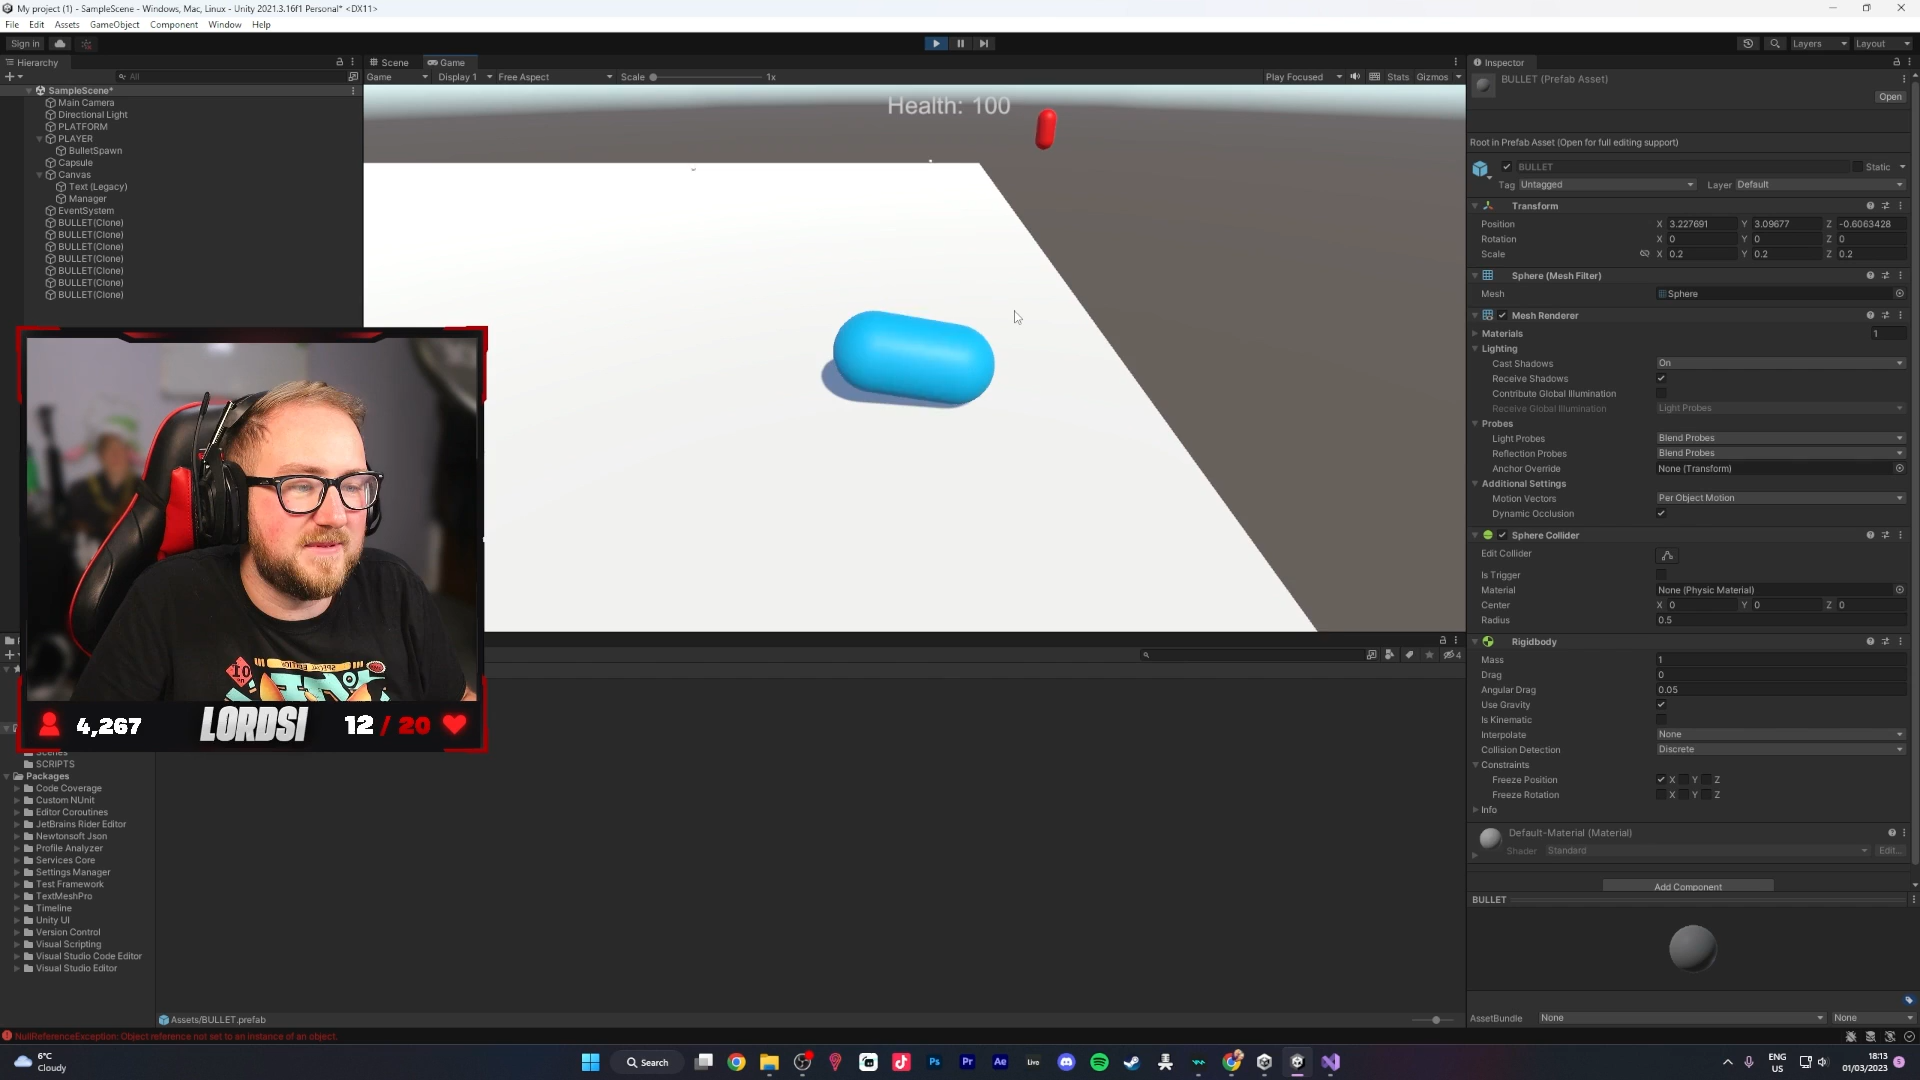 My project (1) - SampleScene - Windows, Mac, Linux - Unity 2021.3.16f1 Personal* <DX11>
File Edit Assets GameObject Component Window Help
Sign in
Layers
Layout
Hierarchy
All
SampleScene*
Main Camera
Directional Light
PLATFORM
PLAYER
BulletSpawn
Capsule
Canvas
Text (Legacy)
Manager
EventSystem
BULLET(Clone)
BULLET(Clone)
BULLET(Clone)
BULLET(Clone)
BULLET(Clone)
BULLET(Clone)
BULLET(Clone)
Scene Game
Game Display 1 Free Aspect Scale 1x Play Focused Stats Gizmos
Health: 100
4,267 LORDSI 12 / 20
Scenes
SCRIPTS
Packages
Code Coverage
Custom NUnit
Editor Coroutines
JetBrains Rider Editor
Newtonsoft Json
Profile Analyzer
Services Core
Settings Manager
Test Framework
TextMeshPro
Timeline
Unity UI
Version Control
Visual Scripting
Visual Studio Code Editor
Visual Studio Editor
4
Assets/BULLET.prefab
Inspector
BULLET (Prefab Asset)
Open
Root in Prefab Asset (Open for full editing support)
BULLET Static
Tag Untagged Layer Default
Transform
Position X 3.227691 Y 3.09677 Z -0.6063428
Rotation X 0 Y 0 Z 0
Scale X 0.2 Y 0.2 Z 0.2
Sphere (Mesh Filter)
Mesh Sphere
Mesh Renderer
Materials 1
Lighting
Cast Shadows On
Receive Shadows
Contribute Global Illumination
Receive Global Illumination Light Probes
Probes
Light Probes Blend Probes
Reflection Probes Blend Probes
Anchor Override None (Transform)
Additional Settings
Motion Vectors Per Object Motion
Dynamic Occlusion
Sphere Collider
Edit Collider
Is Trigger
Material None (Physic Material)
Center X 0 Y 0 Z 0
Radius 0.5
Rigidbody
Mass 1
Drag 0
Angular Drag 0.05
Use Gravity
Is Kinematic
Interpolate None
Collision Detection Discrete
Constraints
Freeze Position X Y Z
Freeze Rotation X Y Z
Info
Default-Material (Material)
Shader Standard Edit...
Add Component
BULLET
AssetBundle None None
NullReferenceException: Object reference not set to an instance of an object.
6°C
Cloudy
Search
Ps Pr Ae Live
ENG
US
18:13
01/03/2023